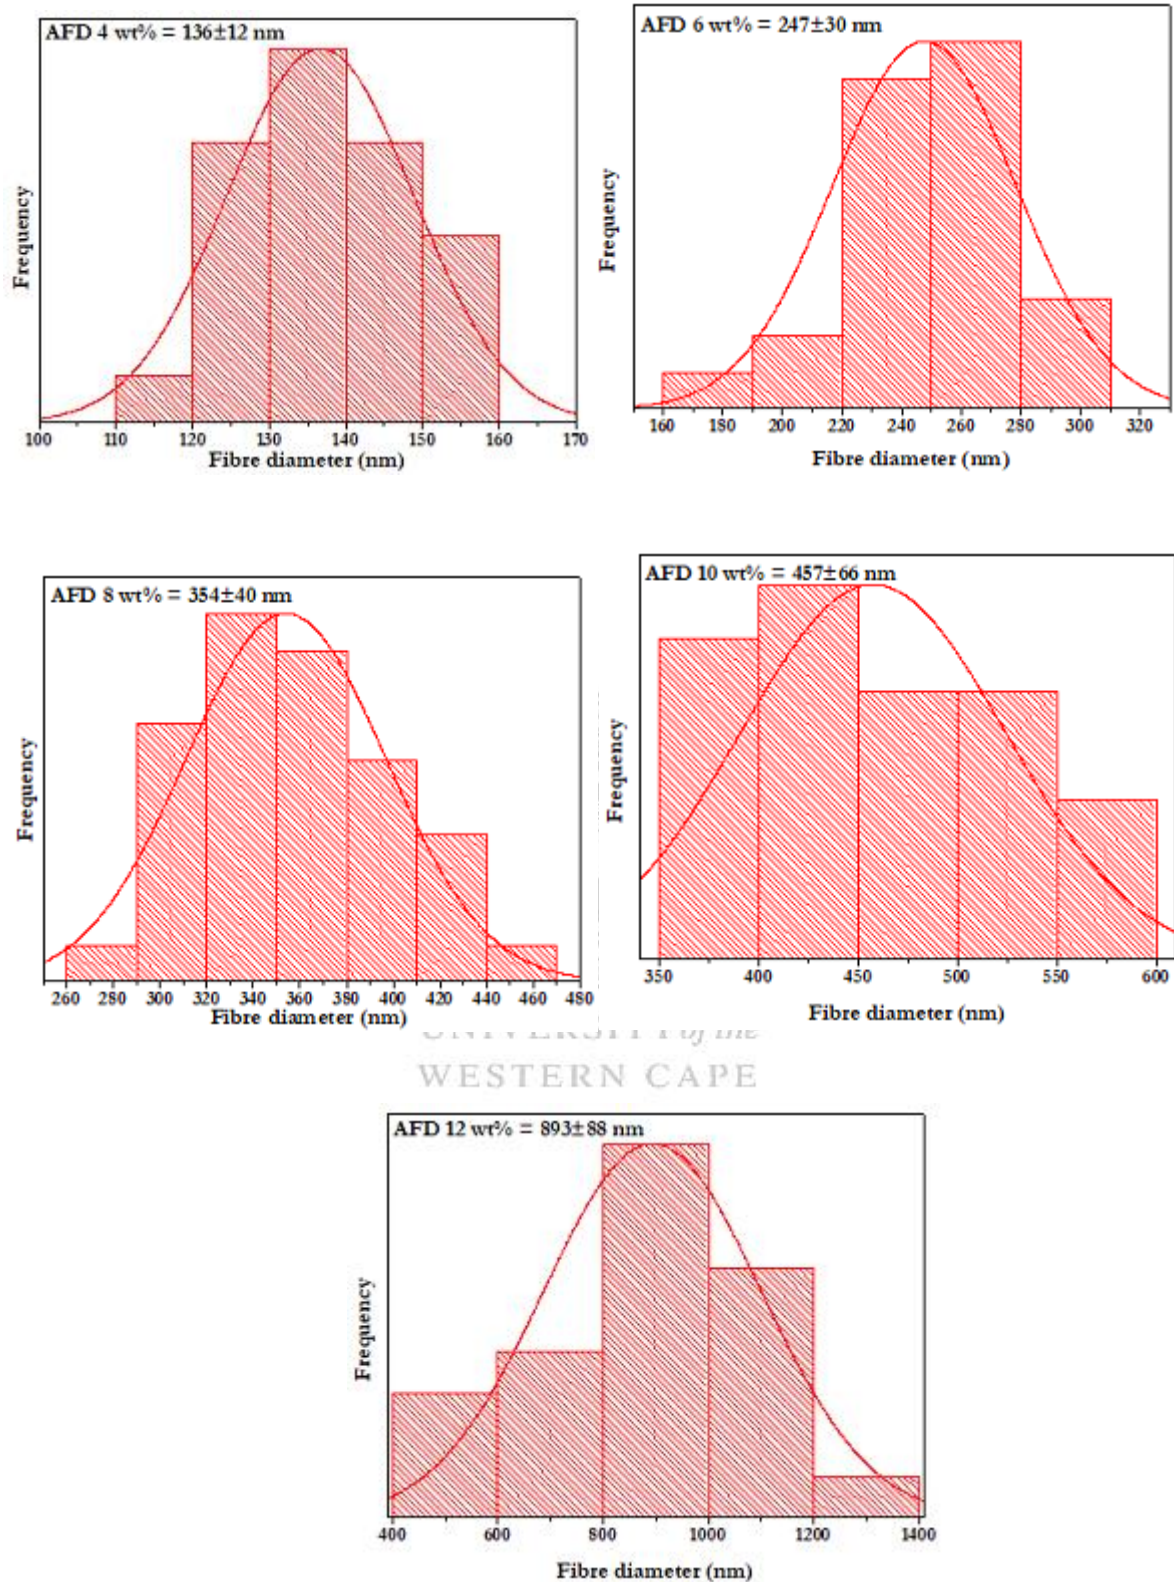 AFD 4 wt% = 136±12 nm
Frequency
100 110 120 130 140 150 160 170
Fibre diameter (nm)
AFD 6 wt% = 247±30 nm
Frequency
160 180 200 220 240 260 280 300 320
Fibre diameter (nm)
AFD 8 wt% = 354±40 nm
Frequency
260 280 300 320 340 360 380 400 420 440 460 480
Fibre diameter (nm)
AFD 10 wt% = 457±66 nm
Frequency
350 400 450 500 550 600
Fibre diameter (nm)
UNIVERSITY of the
WESTERN CAPE
AFD 12 wt% = 893±88 nm
Frequency
400 600 800 1000 1200 1400
Fibre diameter (nm)